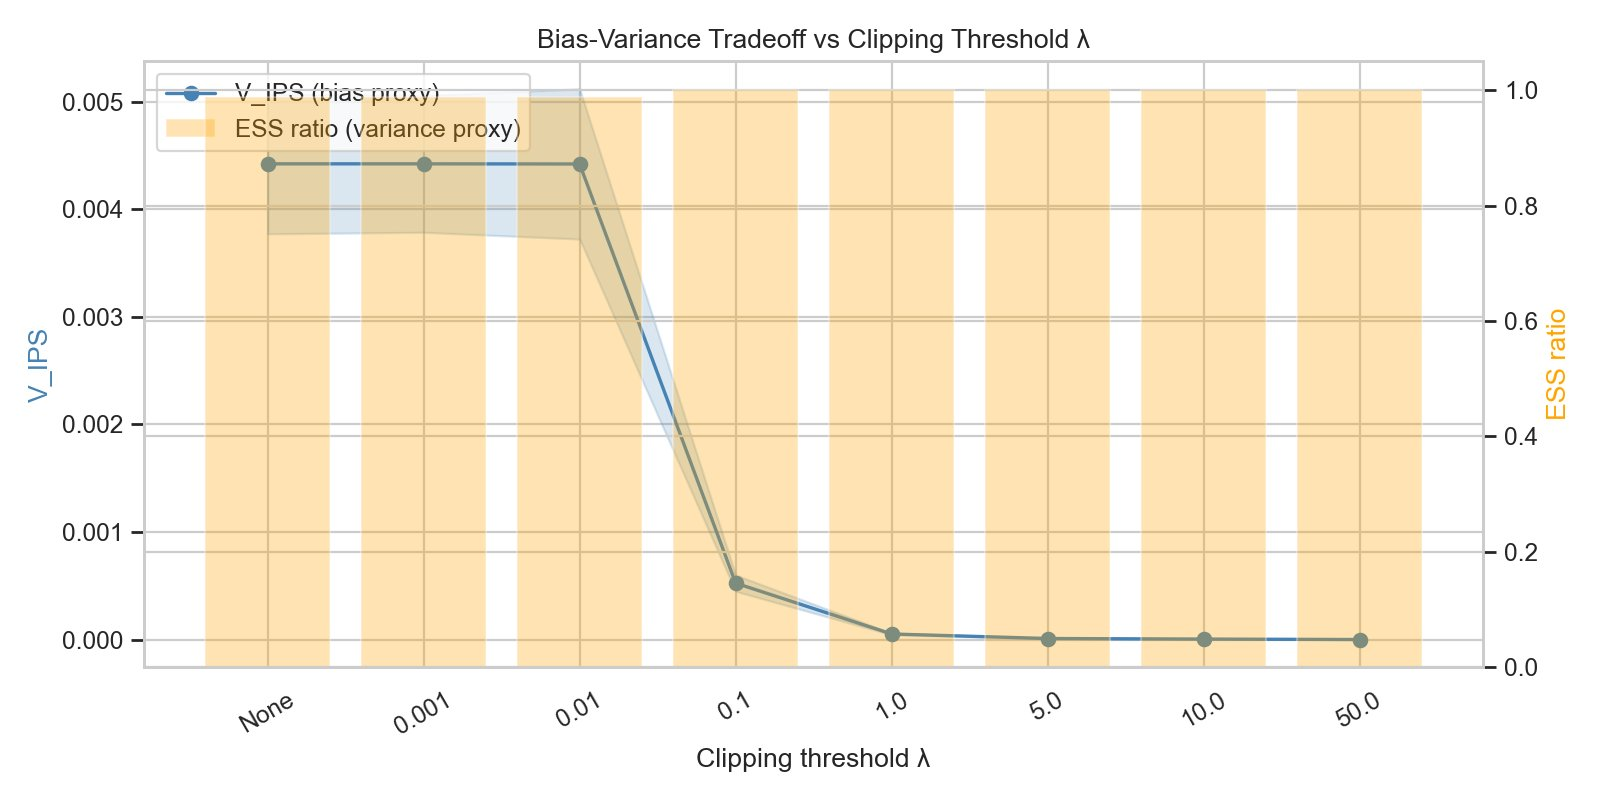 Bias-Variance Tradeoff vs Clipping Threshold λ
V_IPS (bias proxy)
ESS ratio (variance proxy)
V_IPS
0.005
0.004
0.003
0.002
0.001
0.000
ESS ratio
1.0
0.8
0.6
0.4
0.2
0.0
None
0.001
0.01
0.1
1.0
5.0
10.0
50.0
Clipping threshold λ